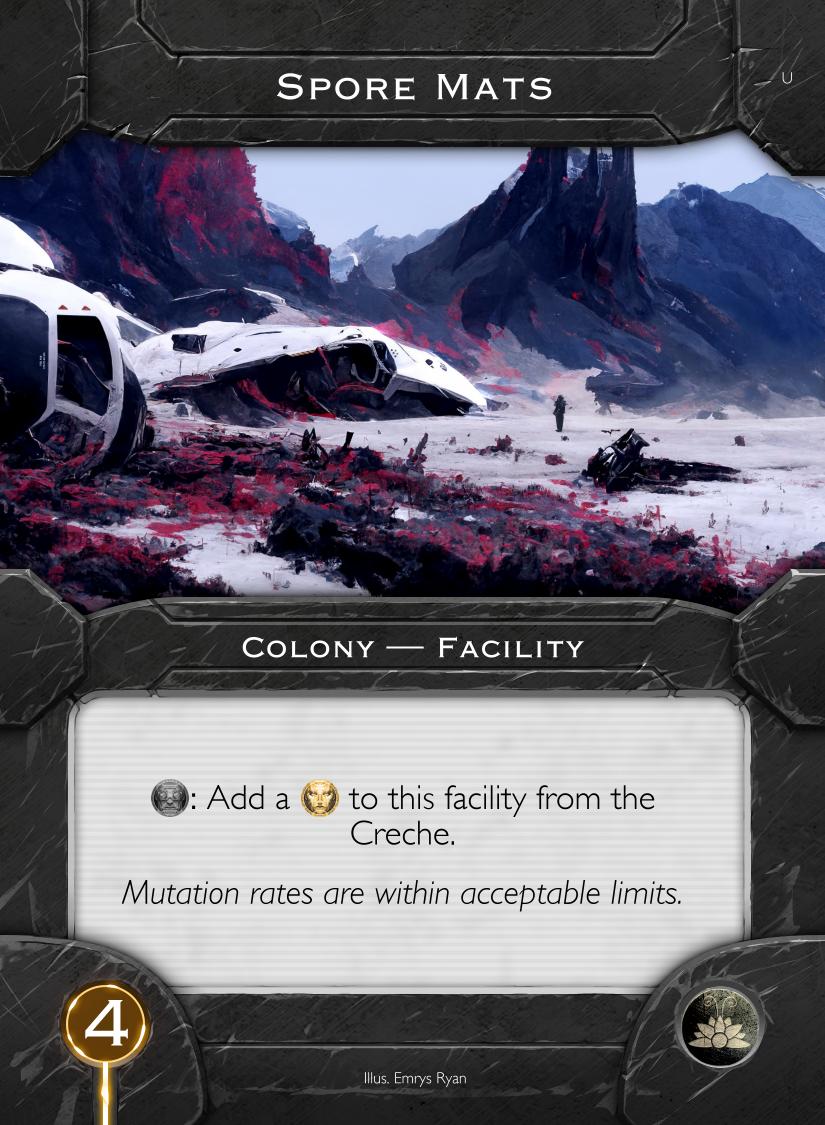 Spore Mats
U
Colony — Facility
: Add a to this facility from the
Creche.
Mutation rates are within acceptable limits.
4
Illus. Emrys Ryan